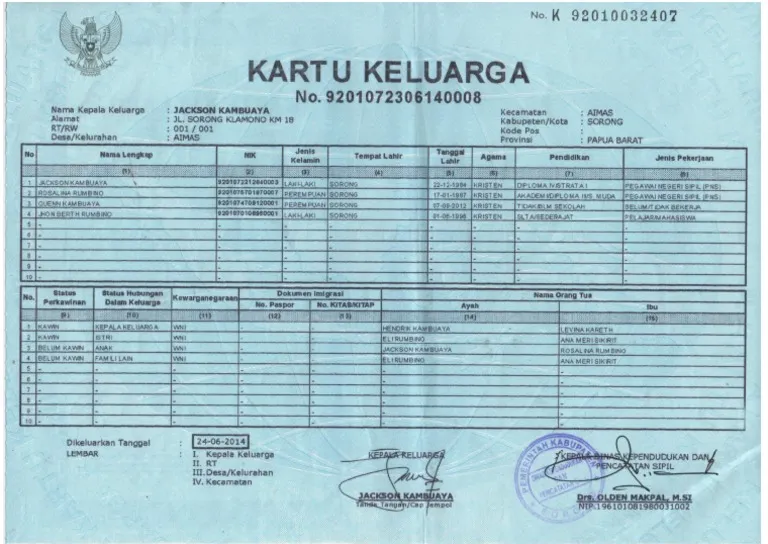 No. K 92010032407
KARTU KELUARGA
No. 9201072306140008
Nama Kepala Keluarga : JACKSON KAMBUAYA
Alamat : JL. SORONG KLAMONO KM 18
RT/RW : 001 / 001
Desa/Kelurahan : AIMAS
Kecamatan : AIMAS
Kabupeten/Kota : SORONG
Kode Pos :
Provinsi : PAPUA BARAT
No Nama Lengkap NIK Jenis Kelamin Tempat Lahir Tanggal Lahir Agama Pendidikan Jenis Pekerjaan
(1) (2) (3) (4) (5) (6) (7) (8)
1 JACKSON KAMBUAYA LAKI-LAKI SORONG 22-12-1984 KRISTEN DIPLOMA IV/STRATA I PEGAWAI NEGERI SIPIL (PNS)
2 ROSALINA RUMBINO PEREMPUAN SORONG 17-01-1987 KRISTEN AKADEMI/DIPLOMA III/S. MUDA PEGAWAI NEGERI SIPIL (PNS)
3 KAMBUAYA PEREMPUAN SORONG 07-09-2012 KRISTEN TIDAK/BLM SEKOLAH BELUM/TIDAK BEKERJA
4 JHON BERTH RUMBINO LAKI-LAKI SORONG 01-06-1996 KRISTEN SLTA/SEDERAJAT PELAJAR/MAHASISWA
5 - - - - - - - -
6 - - - - - - - -
7 - - - - - - - -
8 - - - - - - - -
9 - - - - - - - -
10 - - - - - - - -
No. Status Perkawinan Status Hubungan Dalam Keluarga Kewarganegaraan Dokumen Imigrasi Nama Orang Tua
No. Paspor No. KITAS/KITAP Ayah Ibu
(9) (10) (11) (12) (13) (14) (15)
1 KAWIN KEPALA KELUARGA WNI - - HENDRIK KAMBUAYA LEVINA KARETH
2 KAWIN ISTRI WNI - - ELI RUMBINO ANA MERI SIKIRIT
3 BELUM KAWIN ANAK WNI - - JACKSON KAMBUAYA ROSALINA RUMBINO
4 BELUM KAWIN FAMILI LAIN WNI - - ELI RUMBINO ANA MERI SIKIRIT
5 - - - - - - -
6 - - - - - - -
7 - - - - - - -
8 - - - - - - -
9 - - - - - - -
10 - - - - - - -
Dikeluarkan Tanggal : 24-06-2014
LEMBAR : I. Kepala Keluarga
II. RT
III. Desa/Kelurahan
IV. Kecamatan
KEPALA KELUARGA
JACKSON KAMBUAYA
Tanda Tangan/Cap Jempol
KEPALA DINAS KEPENDUDUKAN DAN
PENCATATAN SIPIL
PEMERINTAH KABUP
Drs. OLDEN MAKPAL, M.SI
NIP.196101081980031002